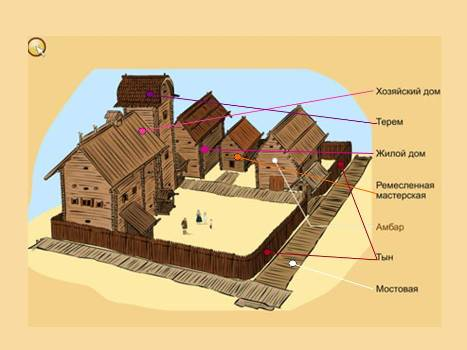 Хозяйский дом
Терем
Жилой дом
Ремесленная
мастерская
Амбар
Тын
Мостовая